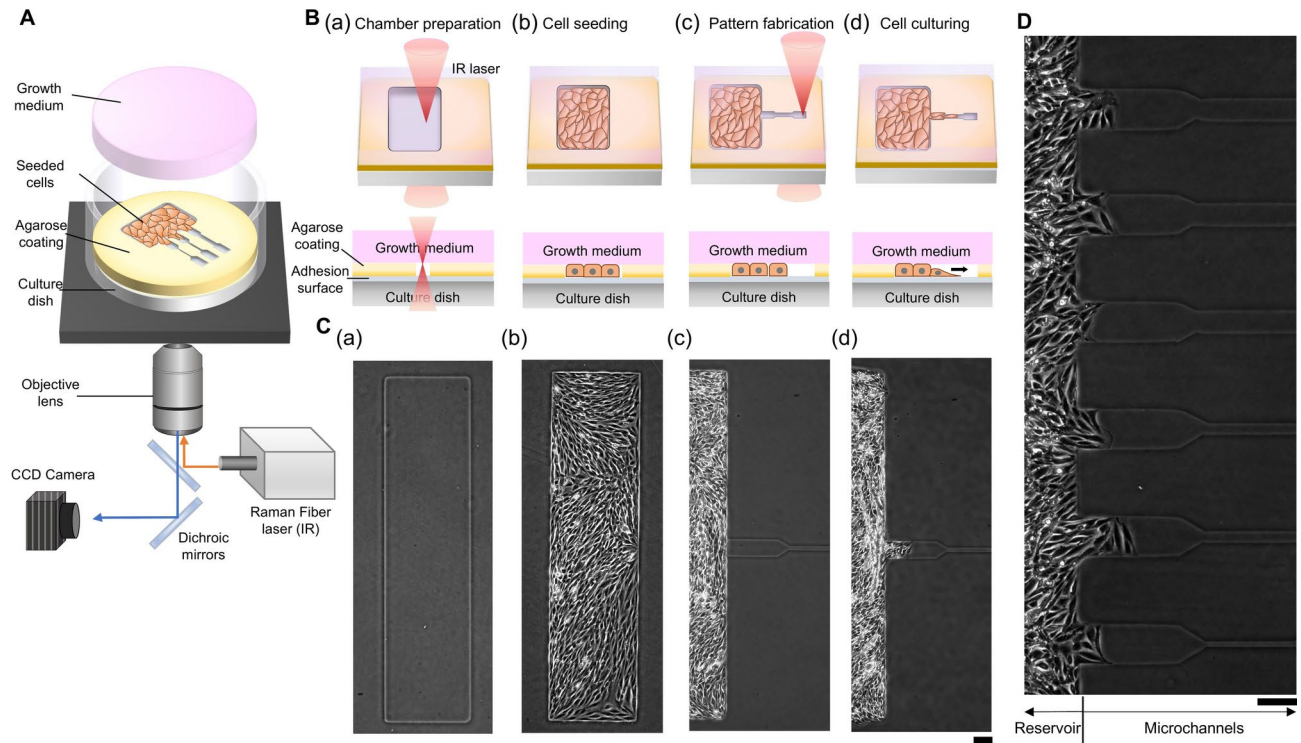 A
Growth
medium
Seeded
cells
Agarose
coating
Culture
dish
Objective
lens
CCD Camera
Dichroic
mirrors
Raman Fiber
laser (IR)
B
(a) Chamber preparation
IR laser
(b) Cell seeding
(c) Pattern fabrication
(d) Cell culturing
Agarose
coating
Adhesion
surface
Growth medium
Culture dish
Growth medium
Culture dish
Growth medium
Culture dish
Growth medium
Culture dish
C
(a)
(b)
(c)
(d)
D
Reservoir
Microchannels